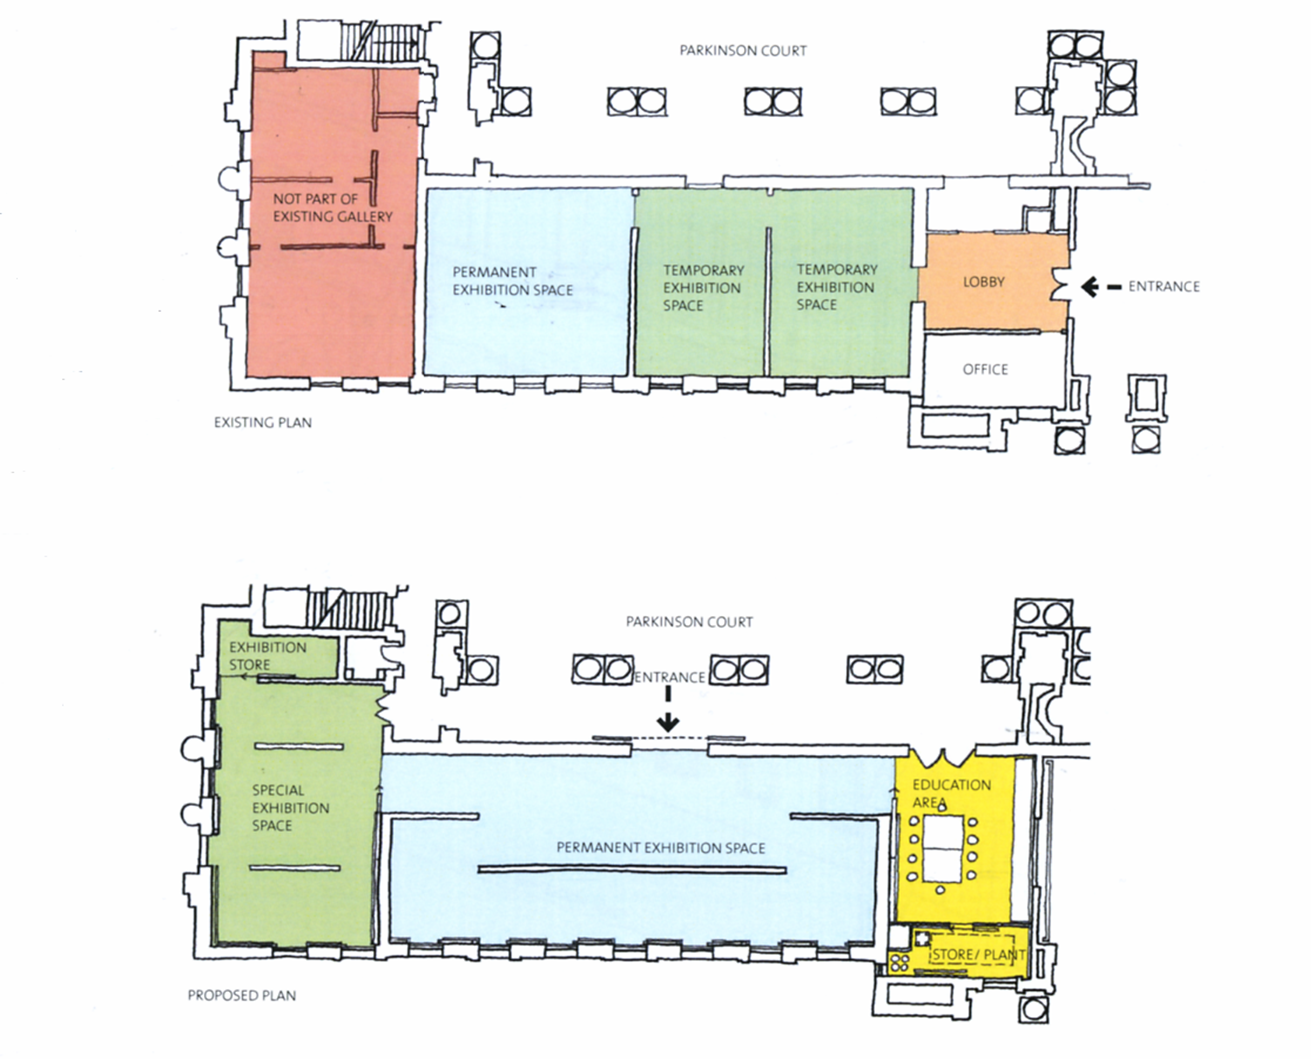 PARKINSON COURT
NOT PART OF
EXISTING GALLERY
PERMANENT
EXHIBITION SPACE
TEMPORARY
EXHIBITION
SPACE
TEMPORARY
EXHIBITION
SPACE
LOBBY
ENTRANCE
OFFICE
EXISTING PLAN
PARKINSON COURT
EXHIBITION
STORE
ENTRANCE
SPECIAL
EXHIBITION
SPACE
PERMANENT EXHIBITION SPACE
EDUCATION
AREA
STORE/ PLANT
PROPOSED PLAN